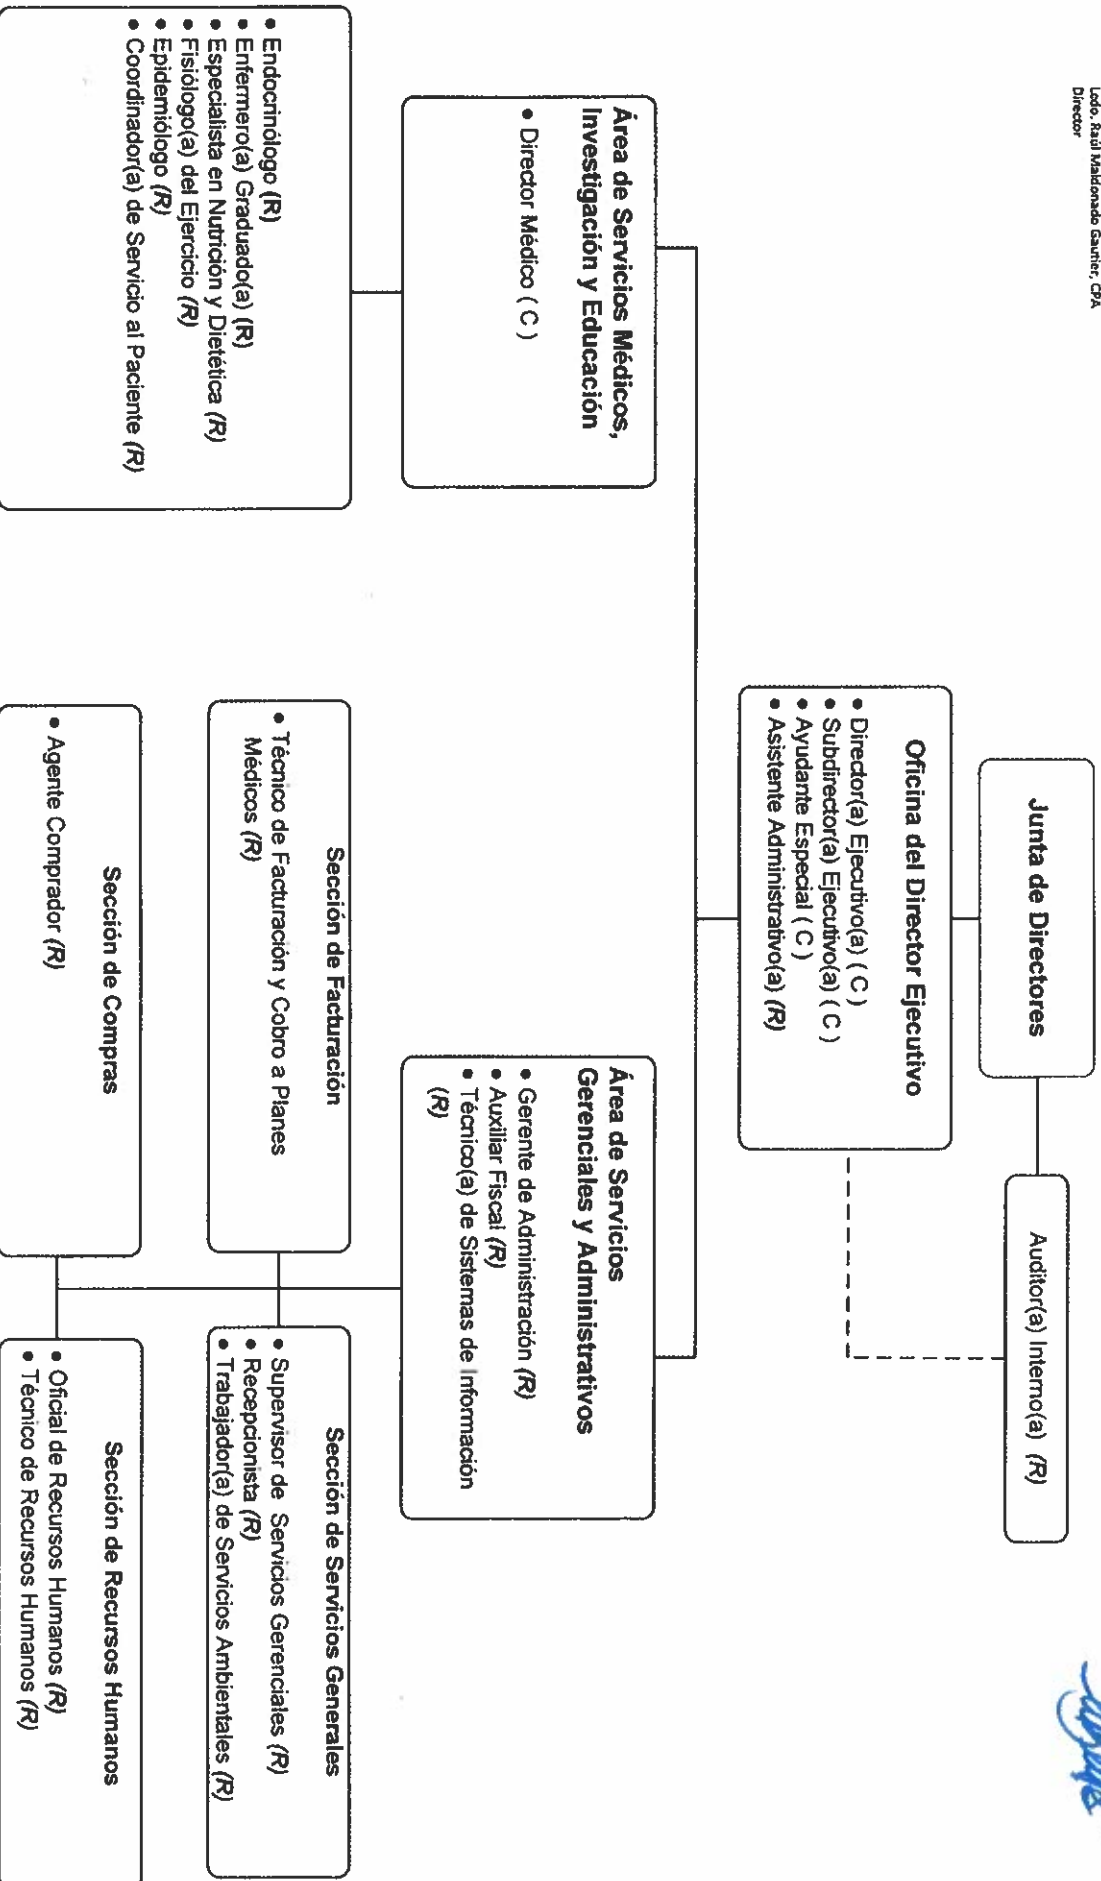 Lcdo. Raúl Maldonado Gautier, CPA
Director
Junta de Directores
Auditor(a) Interno(a) (R)
Oficina del Director Ejecutivo
• Director(a) Ejecutivo(a) ( C )
• Subdirector(a) Ejecutivo(a) ( C )
• Ayudante Especial ( C )
• Asistente Administrativo(a) (R)
Área de Servicios Médicos,
Investigación y Educación
• Director Médico ( C )
Área de Servicios
Gerenciales y Administrativos
• Gerente de Administración (R)
• Auxiliar Fiscal (R)
• Técnico(a) de Sistemas de Información
(R)
• Endocrinólogo (R)
• Enfermero(a) Graduado(a) (R)
• Especialista en Nutrición y Dietética (R)
• Fisiólogo(a) del Ejercicio (R)
• Epidemiólogo (R)
• Coordinador(a) de Servicio al Paciente (R)
Sección de Facturación
• Técnico de Facturación y Cobro a Planes
Médicos (R)
Sección de Servicios Generales
• Supervisor de Servicios Gerenciales (R)
• Recepcionista (R)
• Trabajador(a) de Servicios Ambientales (R)
Sección de Compras
• Agente Comprador (R)
Sección de Recursos Humanos
• Oficial de Recursos Humanos (R)
• Técnico de Recursos Humanos (R)